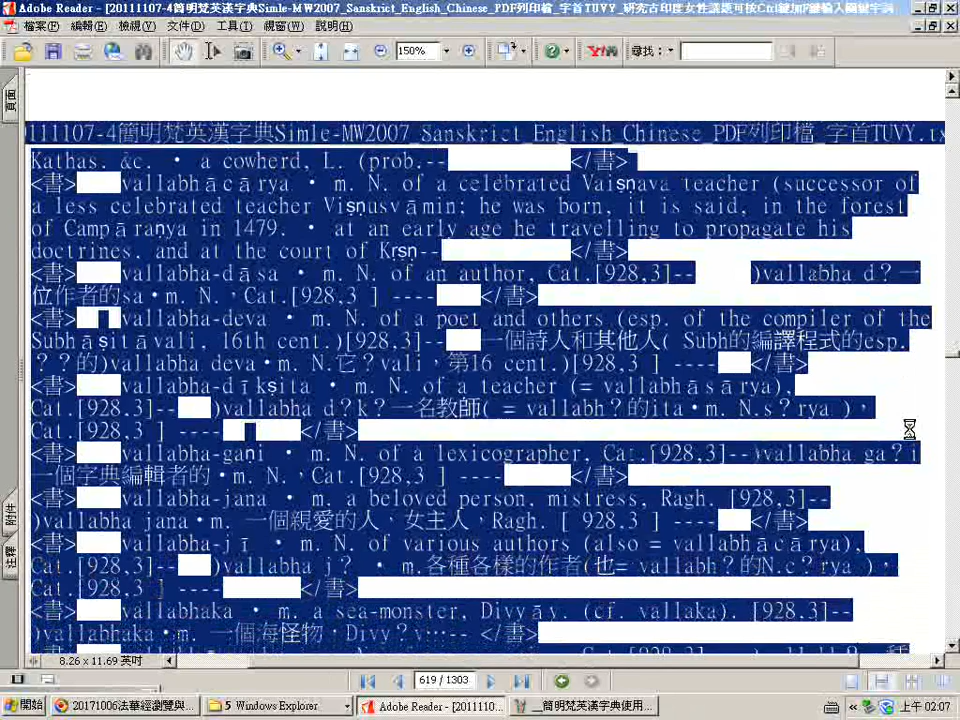 Adobe Reader - [20111107-4簡明梵英漢字典Simle-MW2007_Sanskrict_English_Chinese_PDF列印檔_字首TUVY_研究古印度女性議題可按Ctrl鍵加F鍵輸入關鍵字詞
檔案(F) 編輯(E) 檢視(V) 文件(D) 工具(T) 視窗(W) 說明(H)
150% 尋找:
頁面
111107-4簡明梵英漢字典Simle-MW2007_Sanskrict_English_Chinese_PDF列印檔_字首TUVY.tx
Kathas. &c. • a cowherd, L. (prob.-- </書>
<書> vallabhācārya • m. N. of a celebrated Vaiṣṇava teacher (successor of
a less celebrated teacher Viṣṇusvāmin; he was born, it is said, in the forest
of Campāraṇya in 1479. • at an early age he travelling to propagate his
doctrines, and at the court of Kṛṣṇ-- </書>
<書> vallabha-dāsa • m. N. of an author, Cat.[928,3]-- )vallabha d？一
位作者的sa•m. N.，Cat.[928,3 ] ---- </書>
<書> vallabha-deva • m. N. of a poet and others (esp. of the compiler of the
Subhāṣitāvali, 16th cent.)[928,3]-- 一個詩人和其他人( Subh的編譯程式的esp.
？？的)vallabha deva•m. N.它？vali，第16 cent.)[928,3 ] ---- </書>
<書> vallabha-dīkṣita • m. N. of a teacher (= vallabhāsārya),
Cat.[928,3]-- )vallabha d？k？一名教師( = vallabh？的ita•m. N.s？rya )，
Cat.[928,3 ] ---- </書>
<書> vallabha-gaṇi • m. N. of a lexicographer, Cat.[928,3]--)vallabha ga？i
一個字典編輯者的•m. N.，Cat.[928,3 ] ---- </書>
<書> vallabha-jana • m. a beloved person, mistress, Ragh. [928,3]--
)vallabha jana•m. 一個親愛的人，女主人，Ragh. [ 928,3 ] ---- </書>
<書> vallabha-jī • m. N. of various authors (also = vallabhācārya),
Cat.[928,3]-- )vallabha j？ •m.各種各樣的作者(也= vallabh？的N.c？rya )，
Cat.[928,3 ] ---- </書>
<書> vallabhaka • m. a sea-monster, Divyāv. (cf. vallaka). [928,3]--
)vallabhaka•m. 一個海怪物，Divy？v.;-- </書>
附件
注釋
8.26 x 11.69 英吋
619 / 1303
開始 20171006法華經瀏覽與... 5 Windows Explorer Adobe Reader - [2011110... __簡明梵英字典使用... 上午 02:07